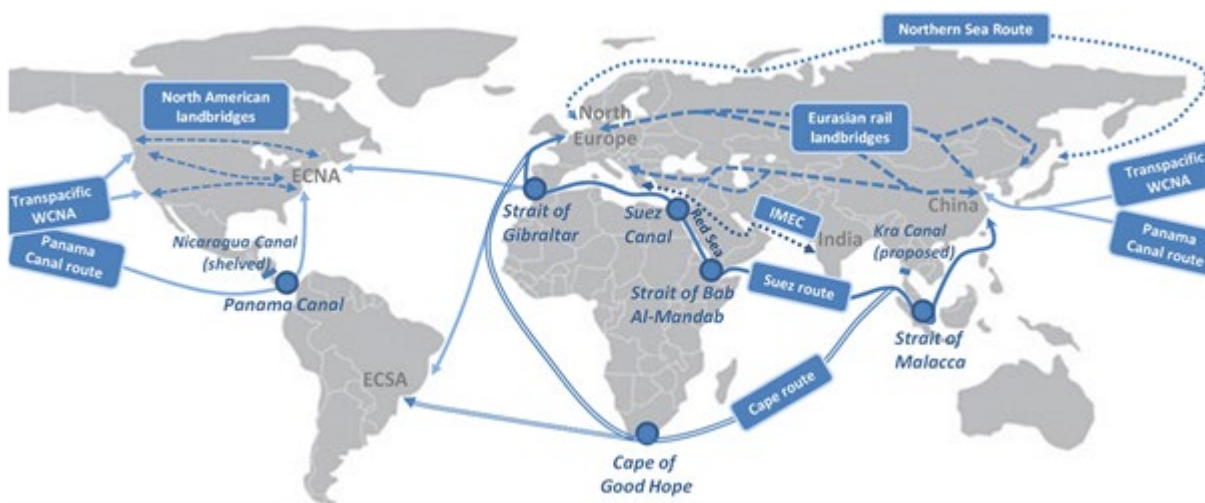 Northern Sea Route
North American
landbridges
North
Europe
Eurasian rail
landbridges
ECNA
Transpacific
WCNA
Transpacific
WCNA
Strait of
Gibraltar
Suez
Canal
Red Sea
IMEC
India
China
Kra Canal
(proposed)
Panama
Canal route
Panama
Canal route
Nicaragua Canal
(shelved)
Panama Canal
Strait of Bab
Al-Mandab
Suez route
Strait of
Malacca
ECSA
Cape route
Cape of
Good Hope